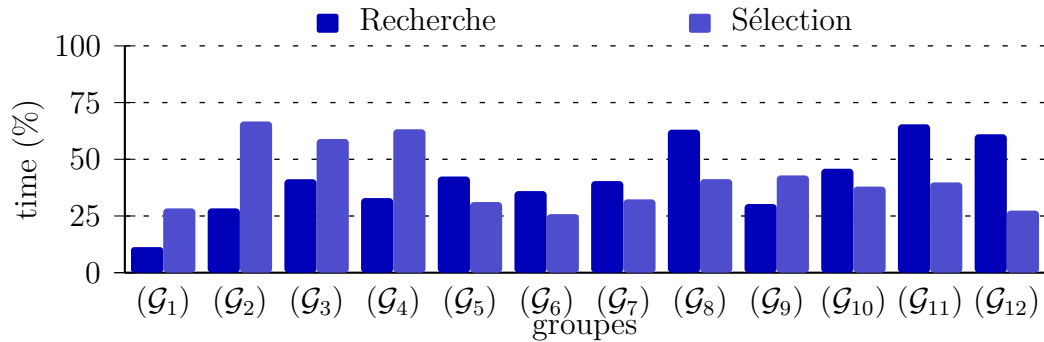 Recherche Sélection
100
75
50
25
0
time (%)
(𝒢₁) (𝒢₂) (𝒢₃) (𝒢₄) (𝒢₅) (𝒢₆) (𝒢₇) (𝒢₈) (𝒢₉) (𝒢₁₀) (𝒢₁₁) (𝒢₁₂)
groupes